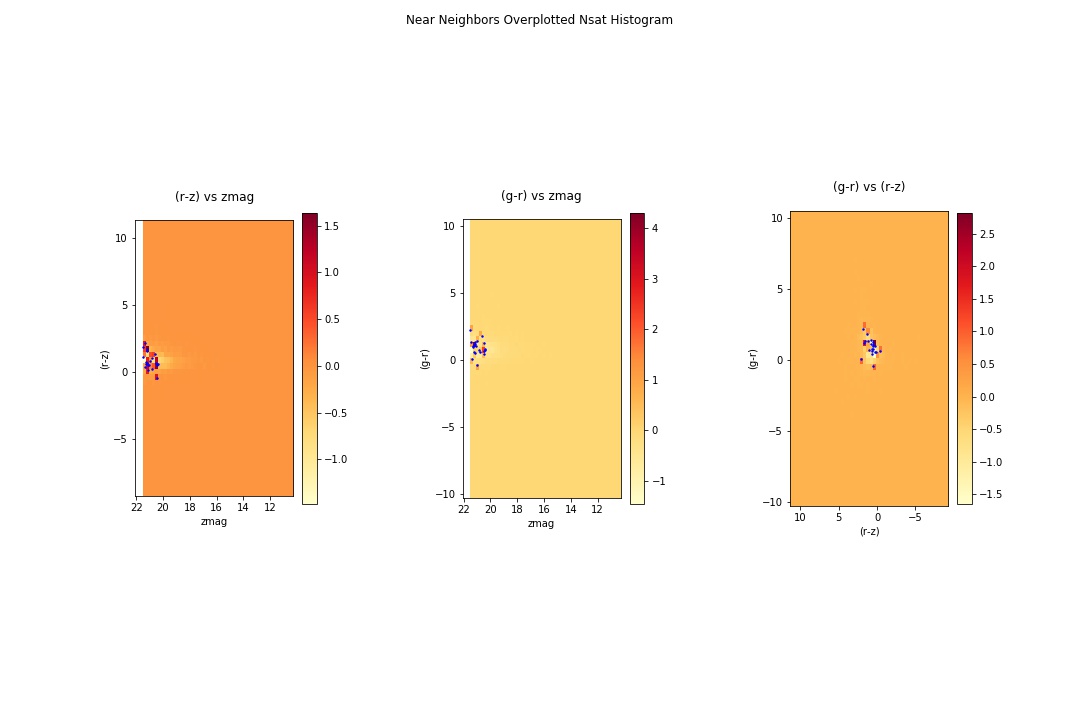 Near Neighbors Overplotted Nsat Histogram
(r-z) vs zmag
10
5
0
−5
(r-z)
22 20 18 16 14 12
zmag
1.5
1.0
0.5
0.0
−0.5
−1.0
(g-r) vs zmag
10
5
0
−5
−10
(g-r)
22 20 18 16 14 12
zmag
4
3
2
1
0
−1
(g-r) vs (r-z)
10
5
0
−5
−10
(g-r)
10 5 0 −5
(r-z)
2.5
2.0
1.5
1.0
0.5
0.0
−0.5
−1.0
−1.5